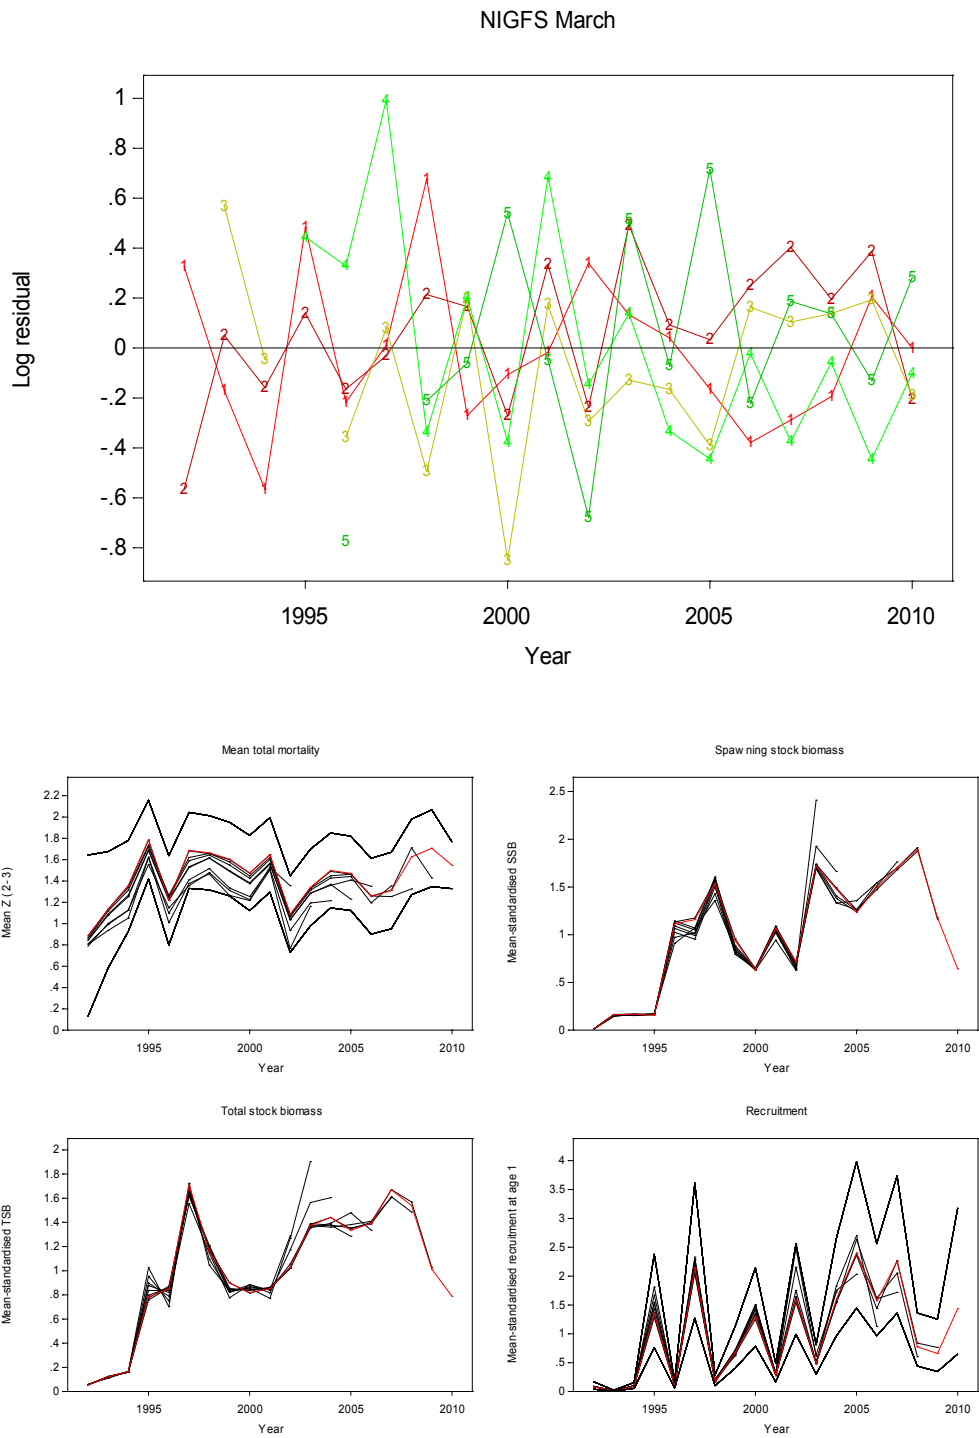 NIGFS March
Log residual
1
.8
.6
.4
.2
0
-.2
-.4
-.6
-.8
1995 2000 2005 2010
Year
Mean total mortality
Mean Z (2-3)
2.2
2
1.8
1.6
1.4
1.2
1
.8
.6
.4
.2
0
1995 2000 2005 2010
Year
Spawning stock biomass
Mean-standardised SSB
2.5
2
1.5
1
.5
0
1995 2000 2005 2010
Year
Total stock biomass
Mean-standardised TSB
2
1.8
1.6
1.4
1.2
1
.8
.6
.4
.2
0
1995 2000 2005 2010
Year
Recruitment
Mean-standardised recruitment at age 1
4
3.5
3
2.5
2
1.5
1
.5
0
1995 2000 2005 2010
Year